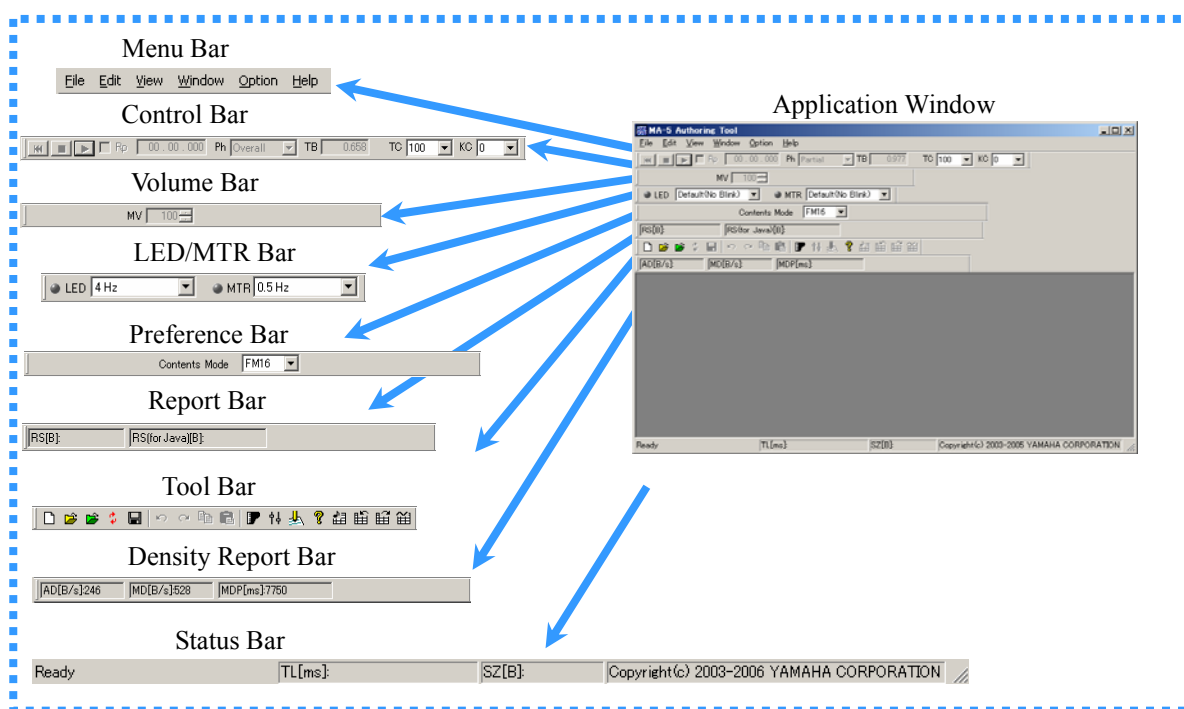 Menu Bar
File Edit View Window Option Help
Control Bar
Rp 00 . 00 . 000 Ph Overall TB 0.658 TC 100 KC 0
Volume Bar
MV 100
LED/MTR Bar
LED 4 Hz MTR 0.5 Hz
Preference Bar
Contents Mode FM16
Report Bar
RS[B]: RS(for Java)[B]:
Tool Bar
Density Report Bar
AD[B/s]:246 MD[B/s]:528 MDP[ms]:7750
Status Bar
Ready TL[ms]: SZ[B]: Copyright(c) 2003-2006 YAMAHA CORPORATION
Application Window
MA-5 Authoring Tool
File Edit View Window Option Help
Rp 00 . 00 . 000 Ph Partial TB 0.977 TC 100 KC 0
MV 100
LED Default(No Blink) MTR Default(No Blink)
Contents Mode FM16
RS[B]: RS(for Java)[B]:
AD[B/s]: MD[B/s]: MDP[ms]:
Ready TL[ms]: SZ[B]: Copyright(c) 2003-2006 YAMAHA CORPORATION